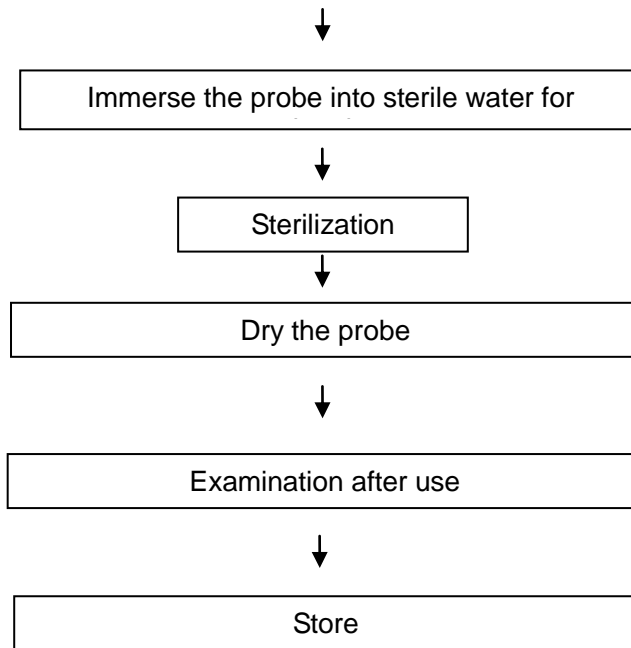 Immerse the probe into sterile water for
Sterilization
Dry the probe
Examination after use
Store